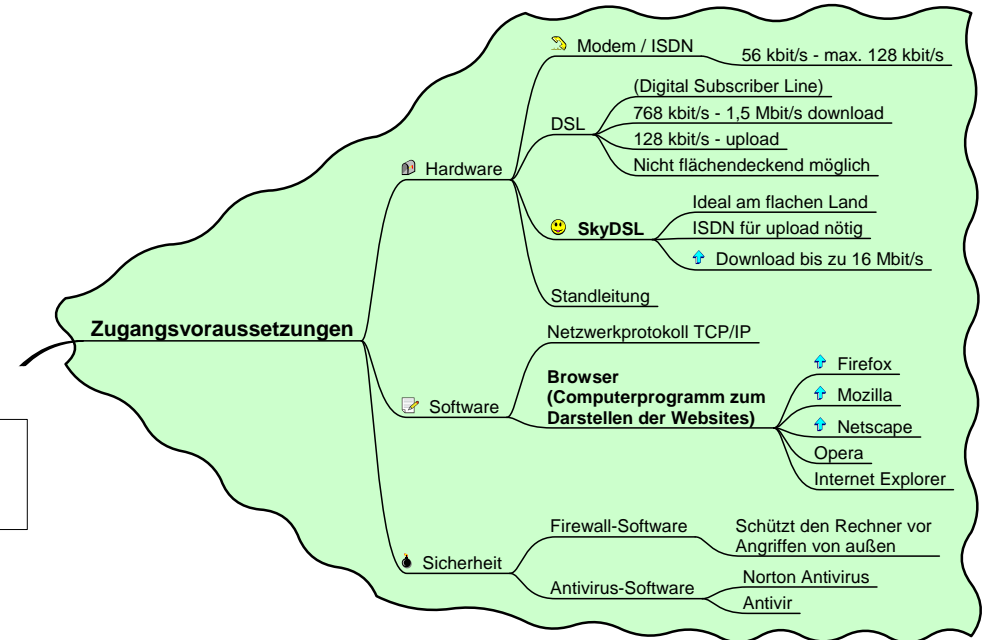 Zugangsvoraussetzungen
Hardware
Modem / ISDN
56 kbit/s - max. 128 kbit/s
DSL
(Digital Subscriber Line)
768 kbit/s - 1,5 Mbit/s download
128 kbit/s - upload
Nicht flächendeckend möglich
SkyDSL
Ideal am flachen Land
ISDN für upload nötig
Download bis zu 16 Mbit/s
Standleitung
Software
Netzwerkprotokoll TCP/IP
Browser
(Computerprogramm zum
Darstellen der Websites)
Firefox
Mozilla
Netscape
Opera
Internet Explorer
Sicherheit
Firewall-Software
Schützt den Rechner vor
Angriffen von außen
Antivirus-Software
Norton Antivirus
Antivir